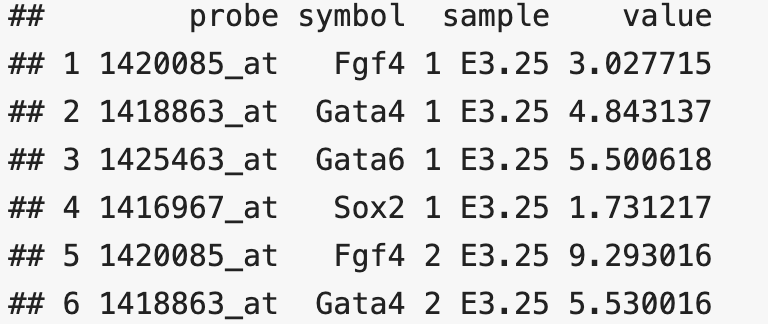 ##        probe symbol  sample    value
## 1 1420085_at   Fgf4 1 E3.25 3.027715
## 2 1418863_at  Gata4 1 E3.25 4.843137
## 3 1425463_at  Gata6 1 E3.25 5.500618
## 4 1416967_at   Sox2 1 E3.25 1.731217
## 5 1420085_at   Fgf4 2 E3.25 9.293016
## 6 1418863_at  Gata4 2 E3.25 5.530016